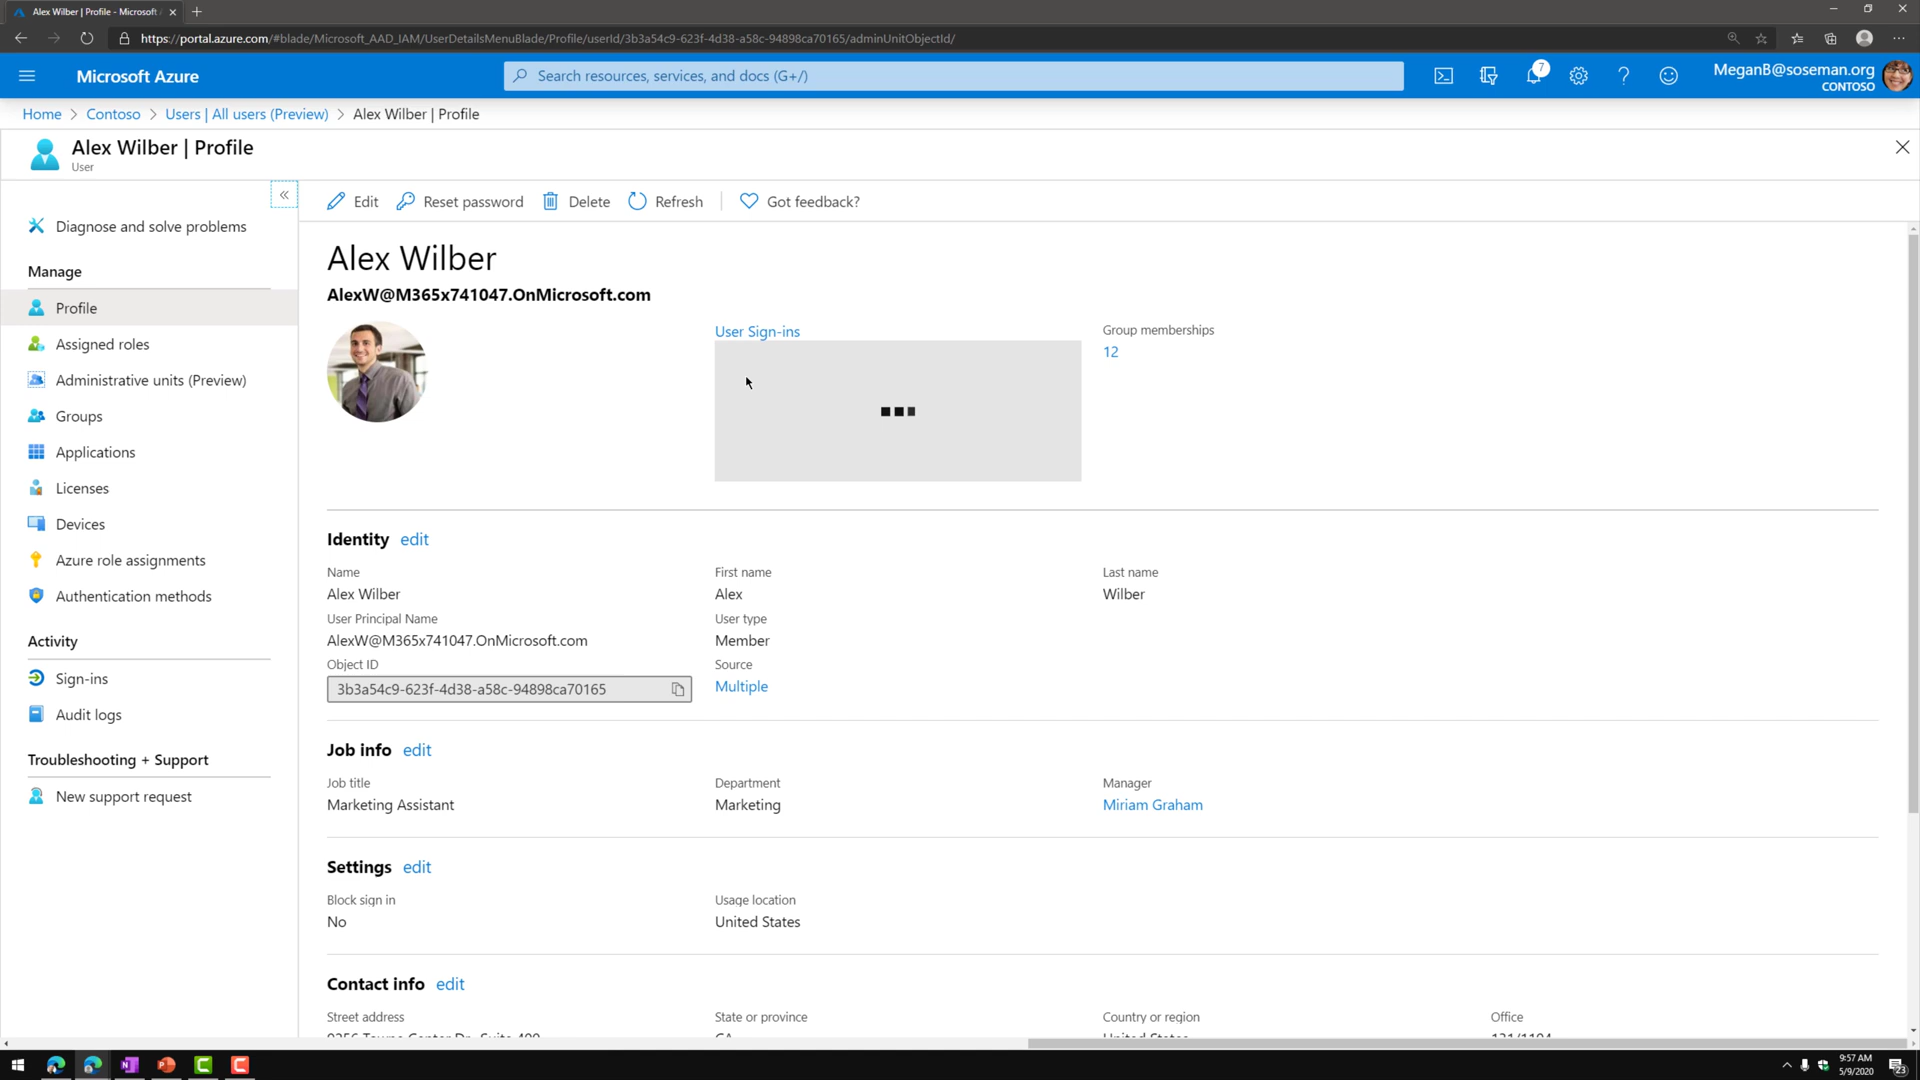 Alex Wilber | Profile - Microsoft
https://portal.azure.com/#blade/Microsoft_AAD_IAM/UserDetailsMenuBlade/Profile/userId/3b3a54c9-623f-4d38-a58c-94898ca70165/adminUnitObjectId/
Microsoft Azure
Search resources, services, and docs (G+/)
7
MeganB@soseman.org
CONTOSO
Home > Contoso > Users | All users (Preview) > Alex Wilber | Profile
Alex Wilber | Profile
User
Diagnose and solve problems
Manage
Profile
Assigned roles
Administrative units (Preview)
Groups
Applications
Licenses
Devices
Azure role assignments
Authentication methods
Activity
Sign-ins
Audit logs
Troubleshooting + Support
New support request
Edit Reset password Delete Refresh Got feedback?
Alex Wilber
AlexW@M365x741047.OnMicrosoft.com
User Sign-ins
Group memberships
12
Identity edit
Name First name Last name
Alex Wilber Alex Wilber
User Principal Name User type
AlexW@M365x741047.OnMicrosoft.com Member
Object ID Source
3b3a54c9-623f-4d38-a58c-94898ca70165 Multiple
Job info edit
Job title Department Manager
Marketing Assistant Marketing Miriam Graham
Settings edit
Block sign in Usage location
No United States
Contact info edit
Street address State or province Country or region Office
9:57 AM
5/9/2020
23